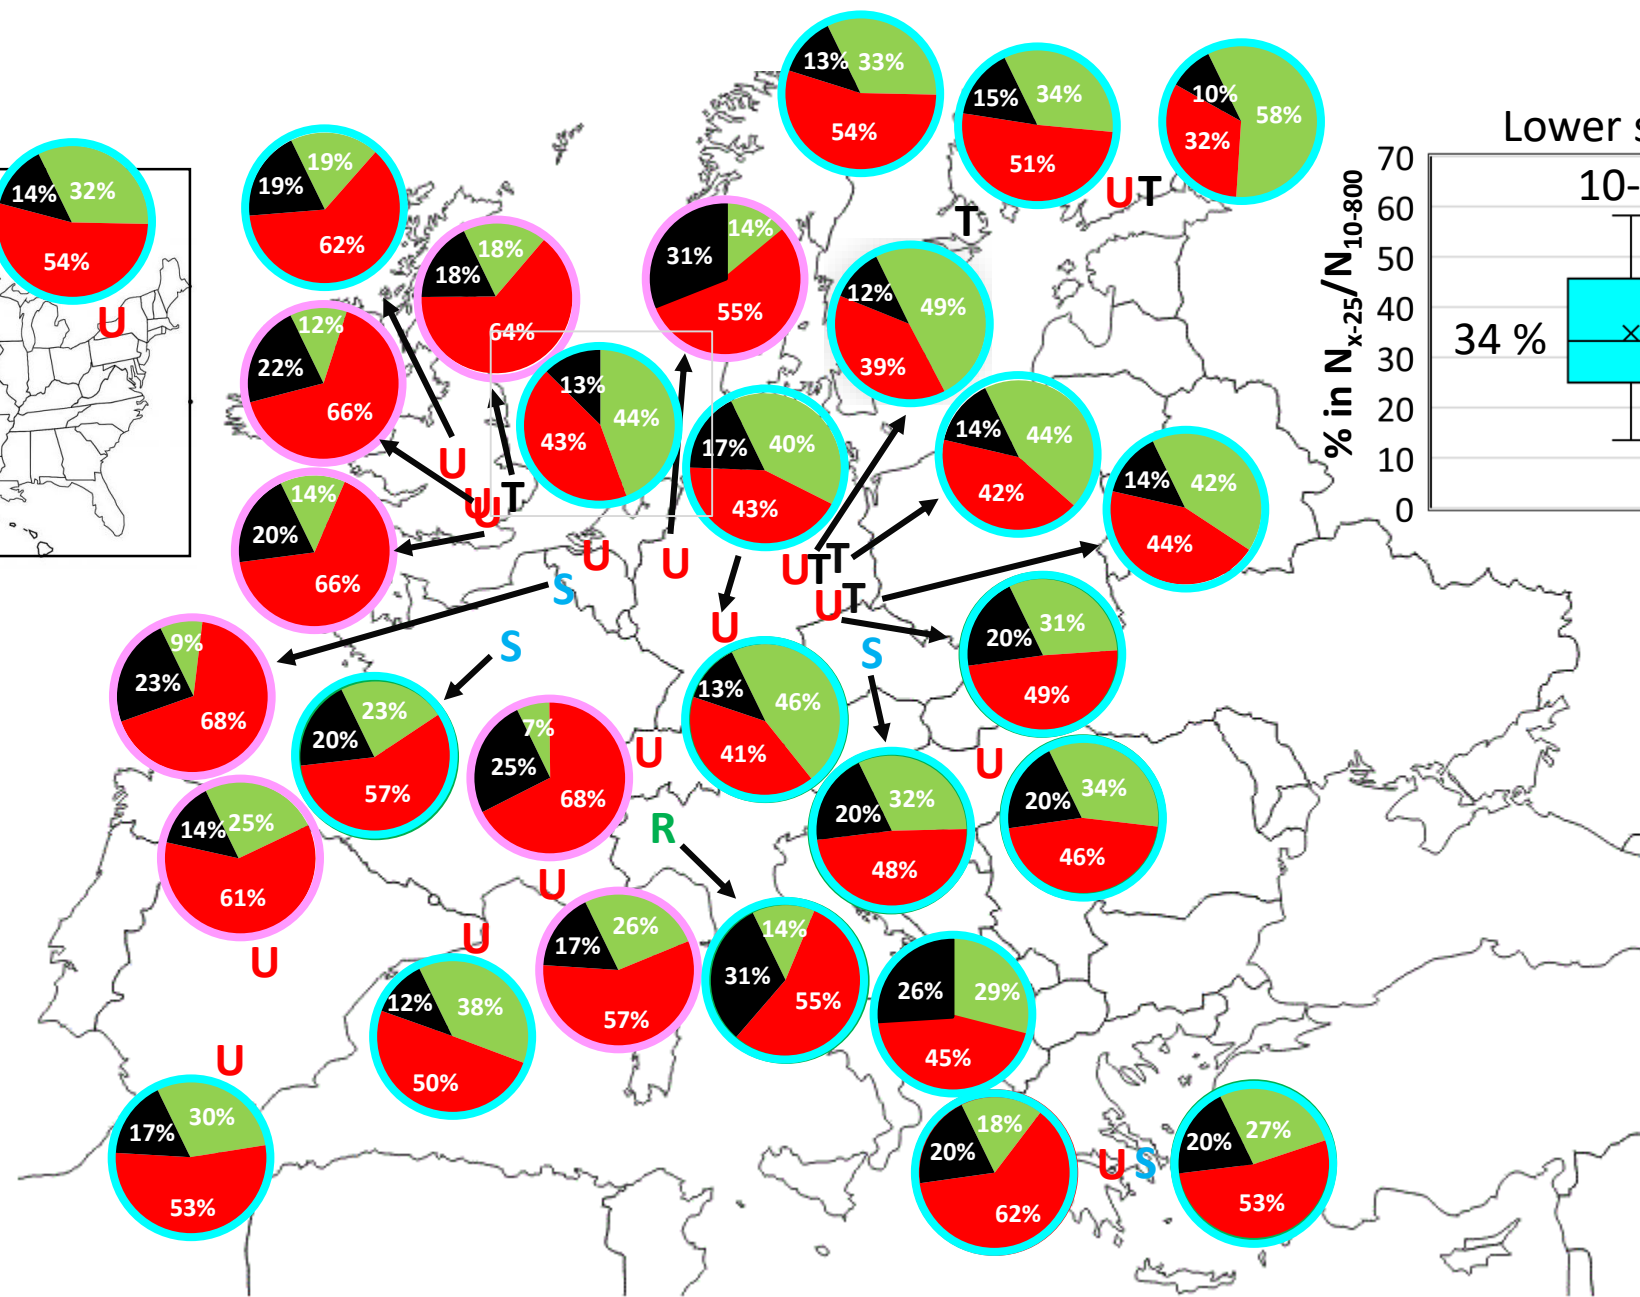 13% 33% 54%
15% 34% 51%
10% 58% 32%
Lower s
14% 32% 54%
U
19% 19% 62%
18% 18% 64%
31% 14% 55%
T
U T
12% 49% 39%
% in Nx-25/N10-800
70
60
50
40
30
20
10
0
10-
34 %
×
22% 12% 66%
13% 44% 43%
17% 40% 43%
14% 44% 42%
14% 42% 44%
U
U
U
T
20% 14% 66%
U
U
U
T
T
U
T
S
U
S
S
20% 31% 49%
23% 9% 68%
20% 23% 57%
25% 7% 68%
U
13% 46% 41%
U
20% 32% 48%
20% 34% 46%
R
14% 25% 61%
U
U
U
17% 26% 57%
31% 14% 55%
26% 29% 45%
12% 38% 50%
U
17% 30% 53%
20% 18% 62%
U S
20% 27% 53%